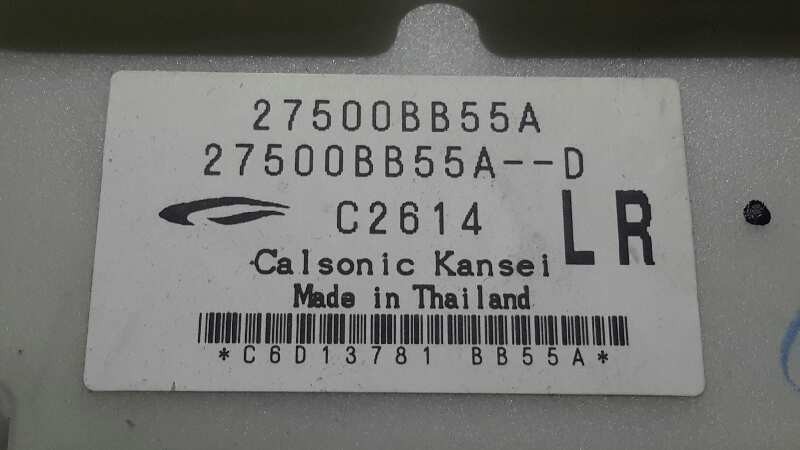 27500BB55A
27500BB55A--D
C2614
LR
Calsonic Kansei
Made in Thailand
*C6D13781 BB55A*